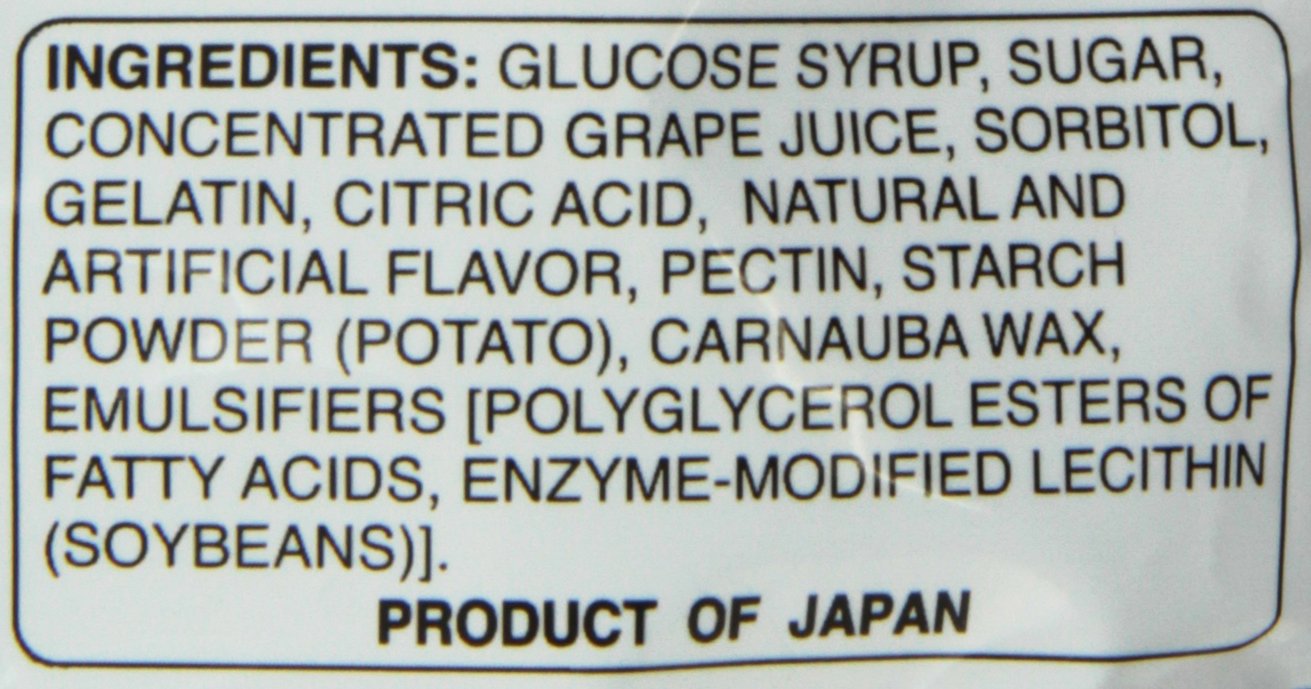 INGREDIENTS: GLUCOSE SYRUP, SUGAR,
CONCENTRATED GRAPE JUICE, SORBITOL,
GELATIN, CITRIC ACID, NATURAL AND
ARTIFICIAL FLAVOR, PECTIN, STARCH
POWDER (POTATO), CARNAUBA WAX,
EMULSIFIERS [POLYGLYCEROL ESTERS OF
FATTY ACIDS, ENZYME-MODIFIED LECITHIN
(SOYBEANS)].
PRODUCT OF JAPAN